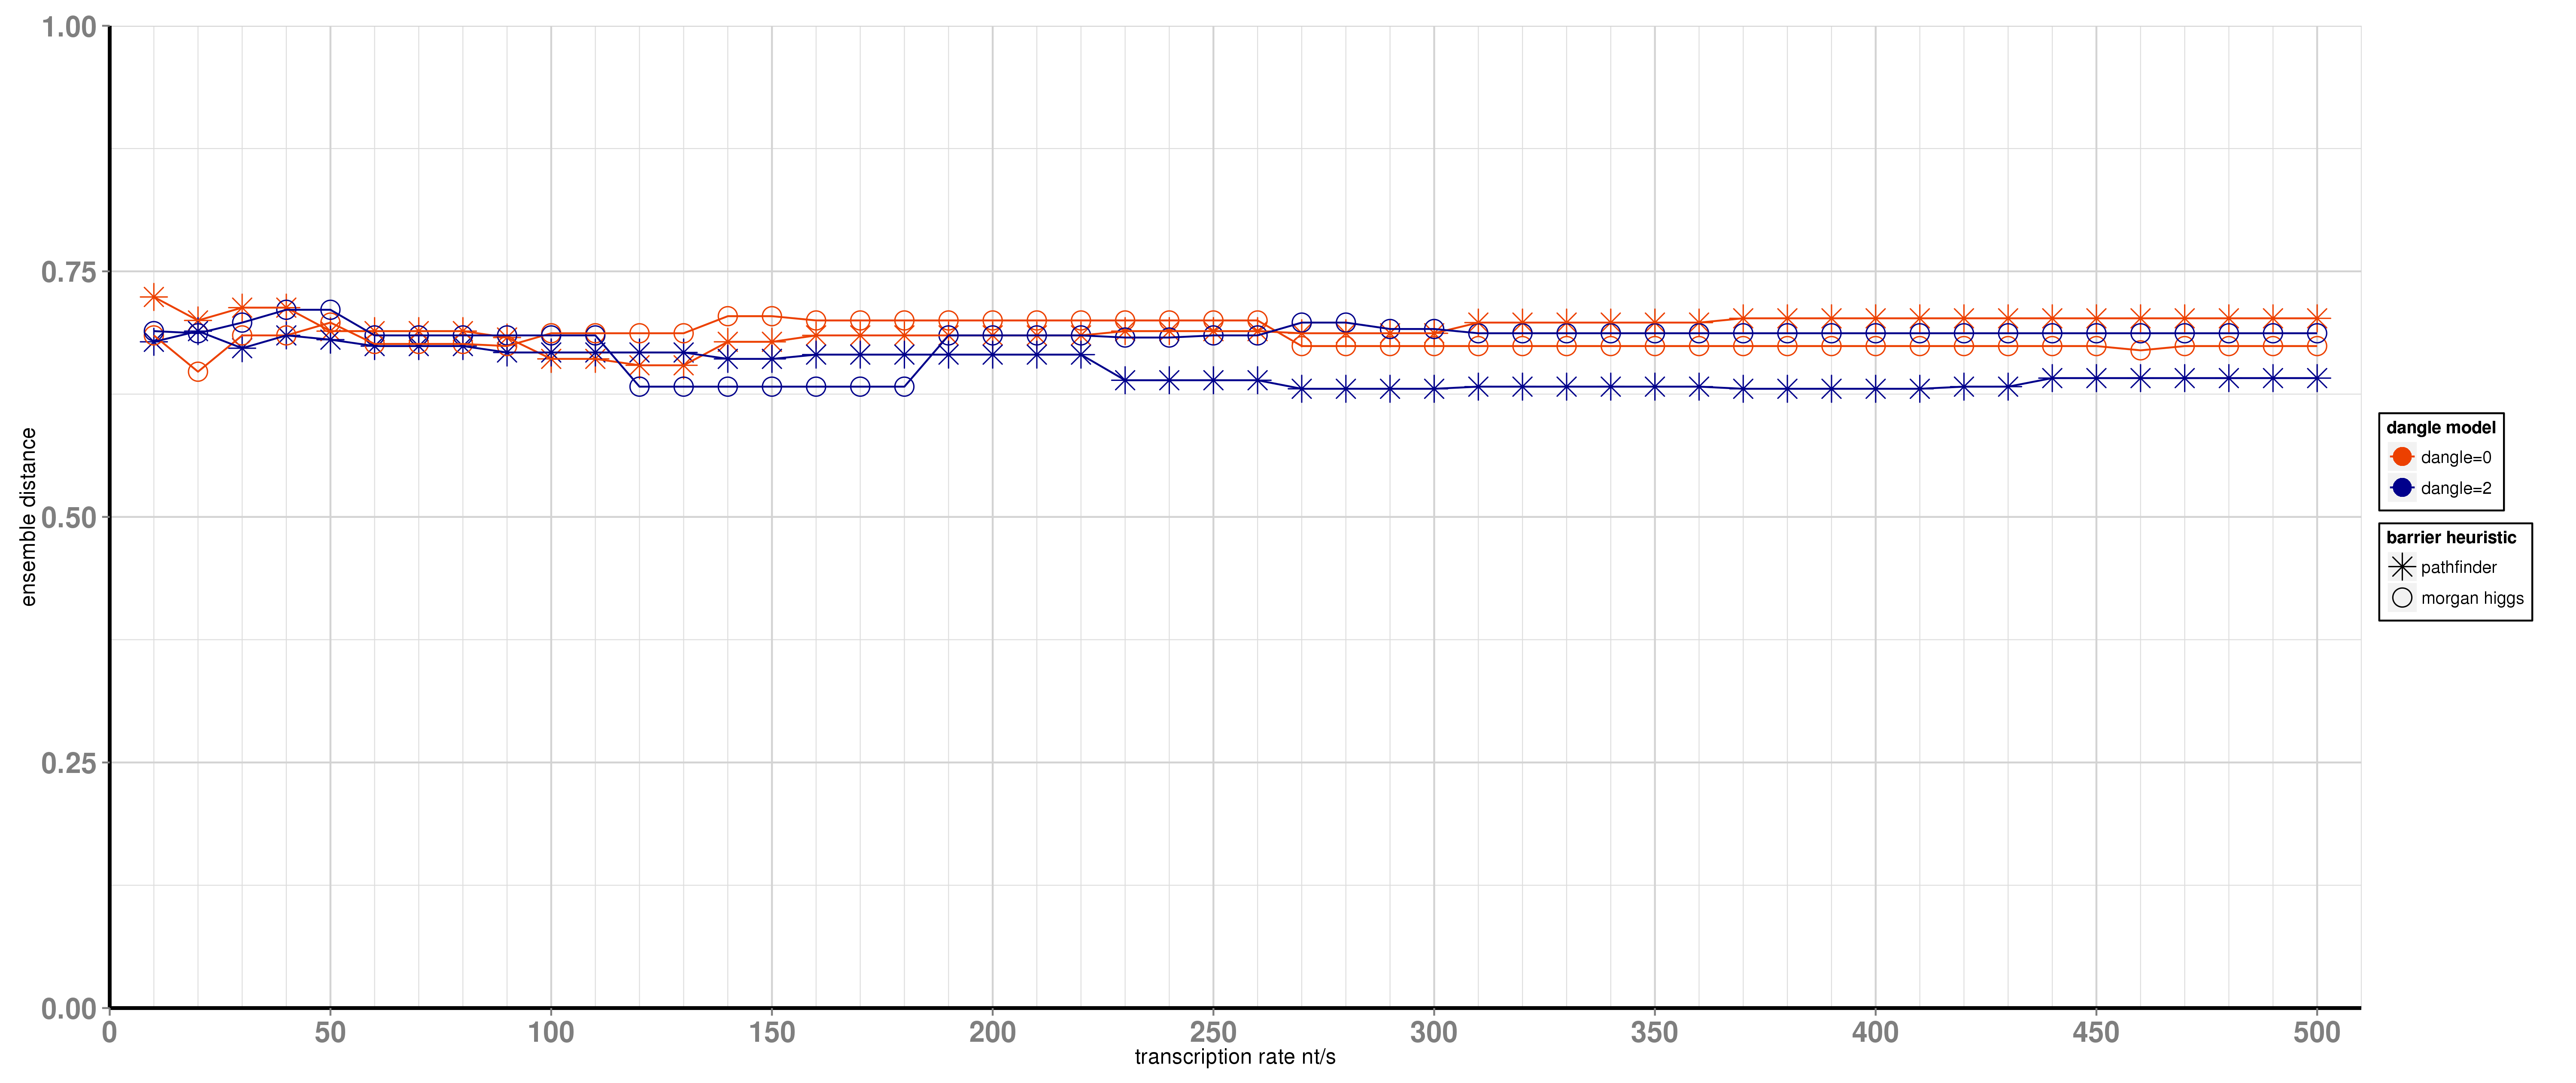 1.00
0.75
0.50
0.25
0.00
ensemble distance
0 50 100 150 200 250 300 350 400 450 500
transcription rate nt/s
dangle model
dangle=0
dangle=2
barrier heuristic
pathfinder
morgan higgs